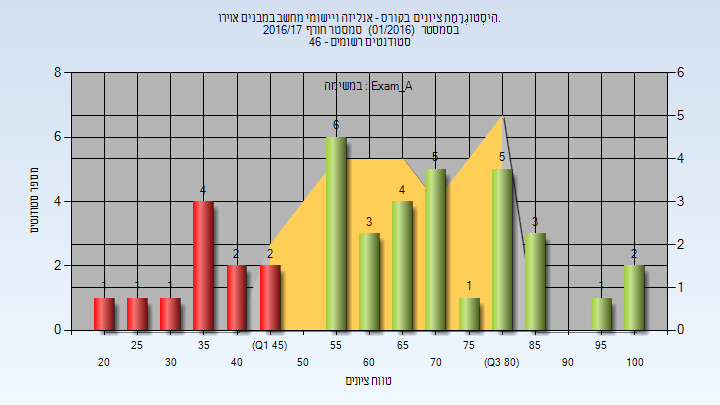 היסטוגרמת ציונים בקורס - אנליזה ויישומי מחשב במבנים אוירו.
בסמסטר (01/2016) סמסטר חורף 2016/17
סטודנטים רשומים - 46
במשימה : Exam_A
מספר סטודנטים
8 6 4 2 0
6 5 4 3 2 1 0
1 1 1 4 2 2 6 3 4 5 1 5 3 1 2
25 35 (Q1 45) 55 65 75 85 95
20 30 40 50 60 70 (Q3 80) 90 100
טווח ציונים